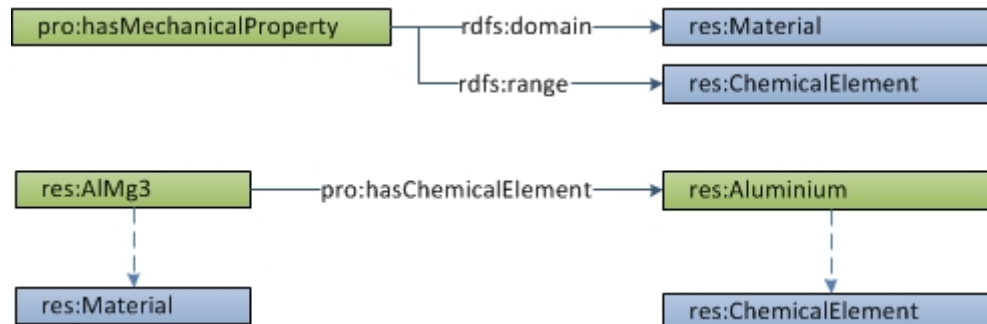 pro:hasMechanicalProperty
rdfs:domain
res:Material
rdfs:range
res:ChemicalElement
res:AlMg3
pro:hasChemicalElement
res:Aluminium
res:Material
res:ChemicalElement